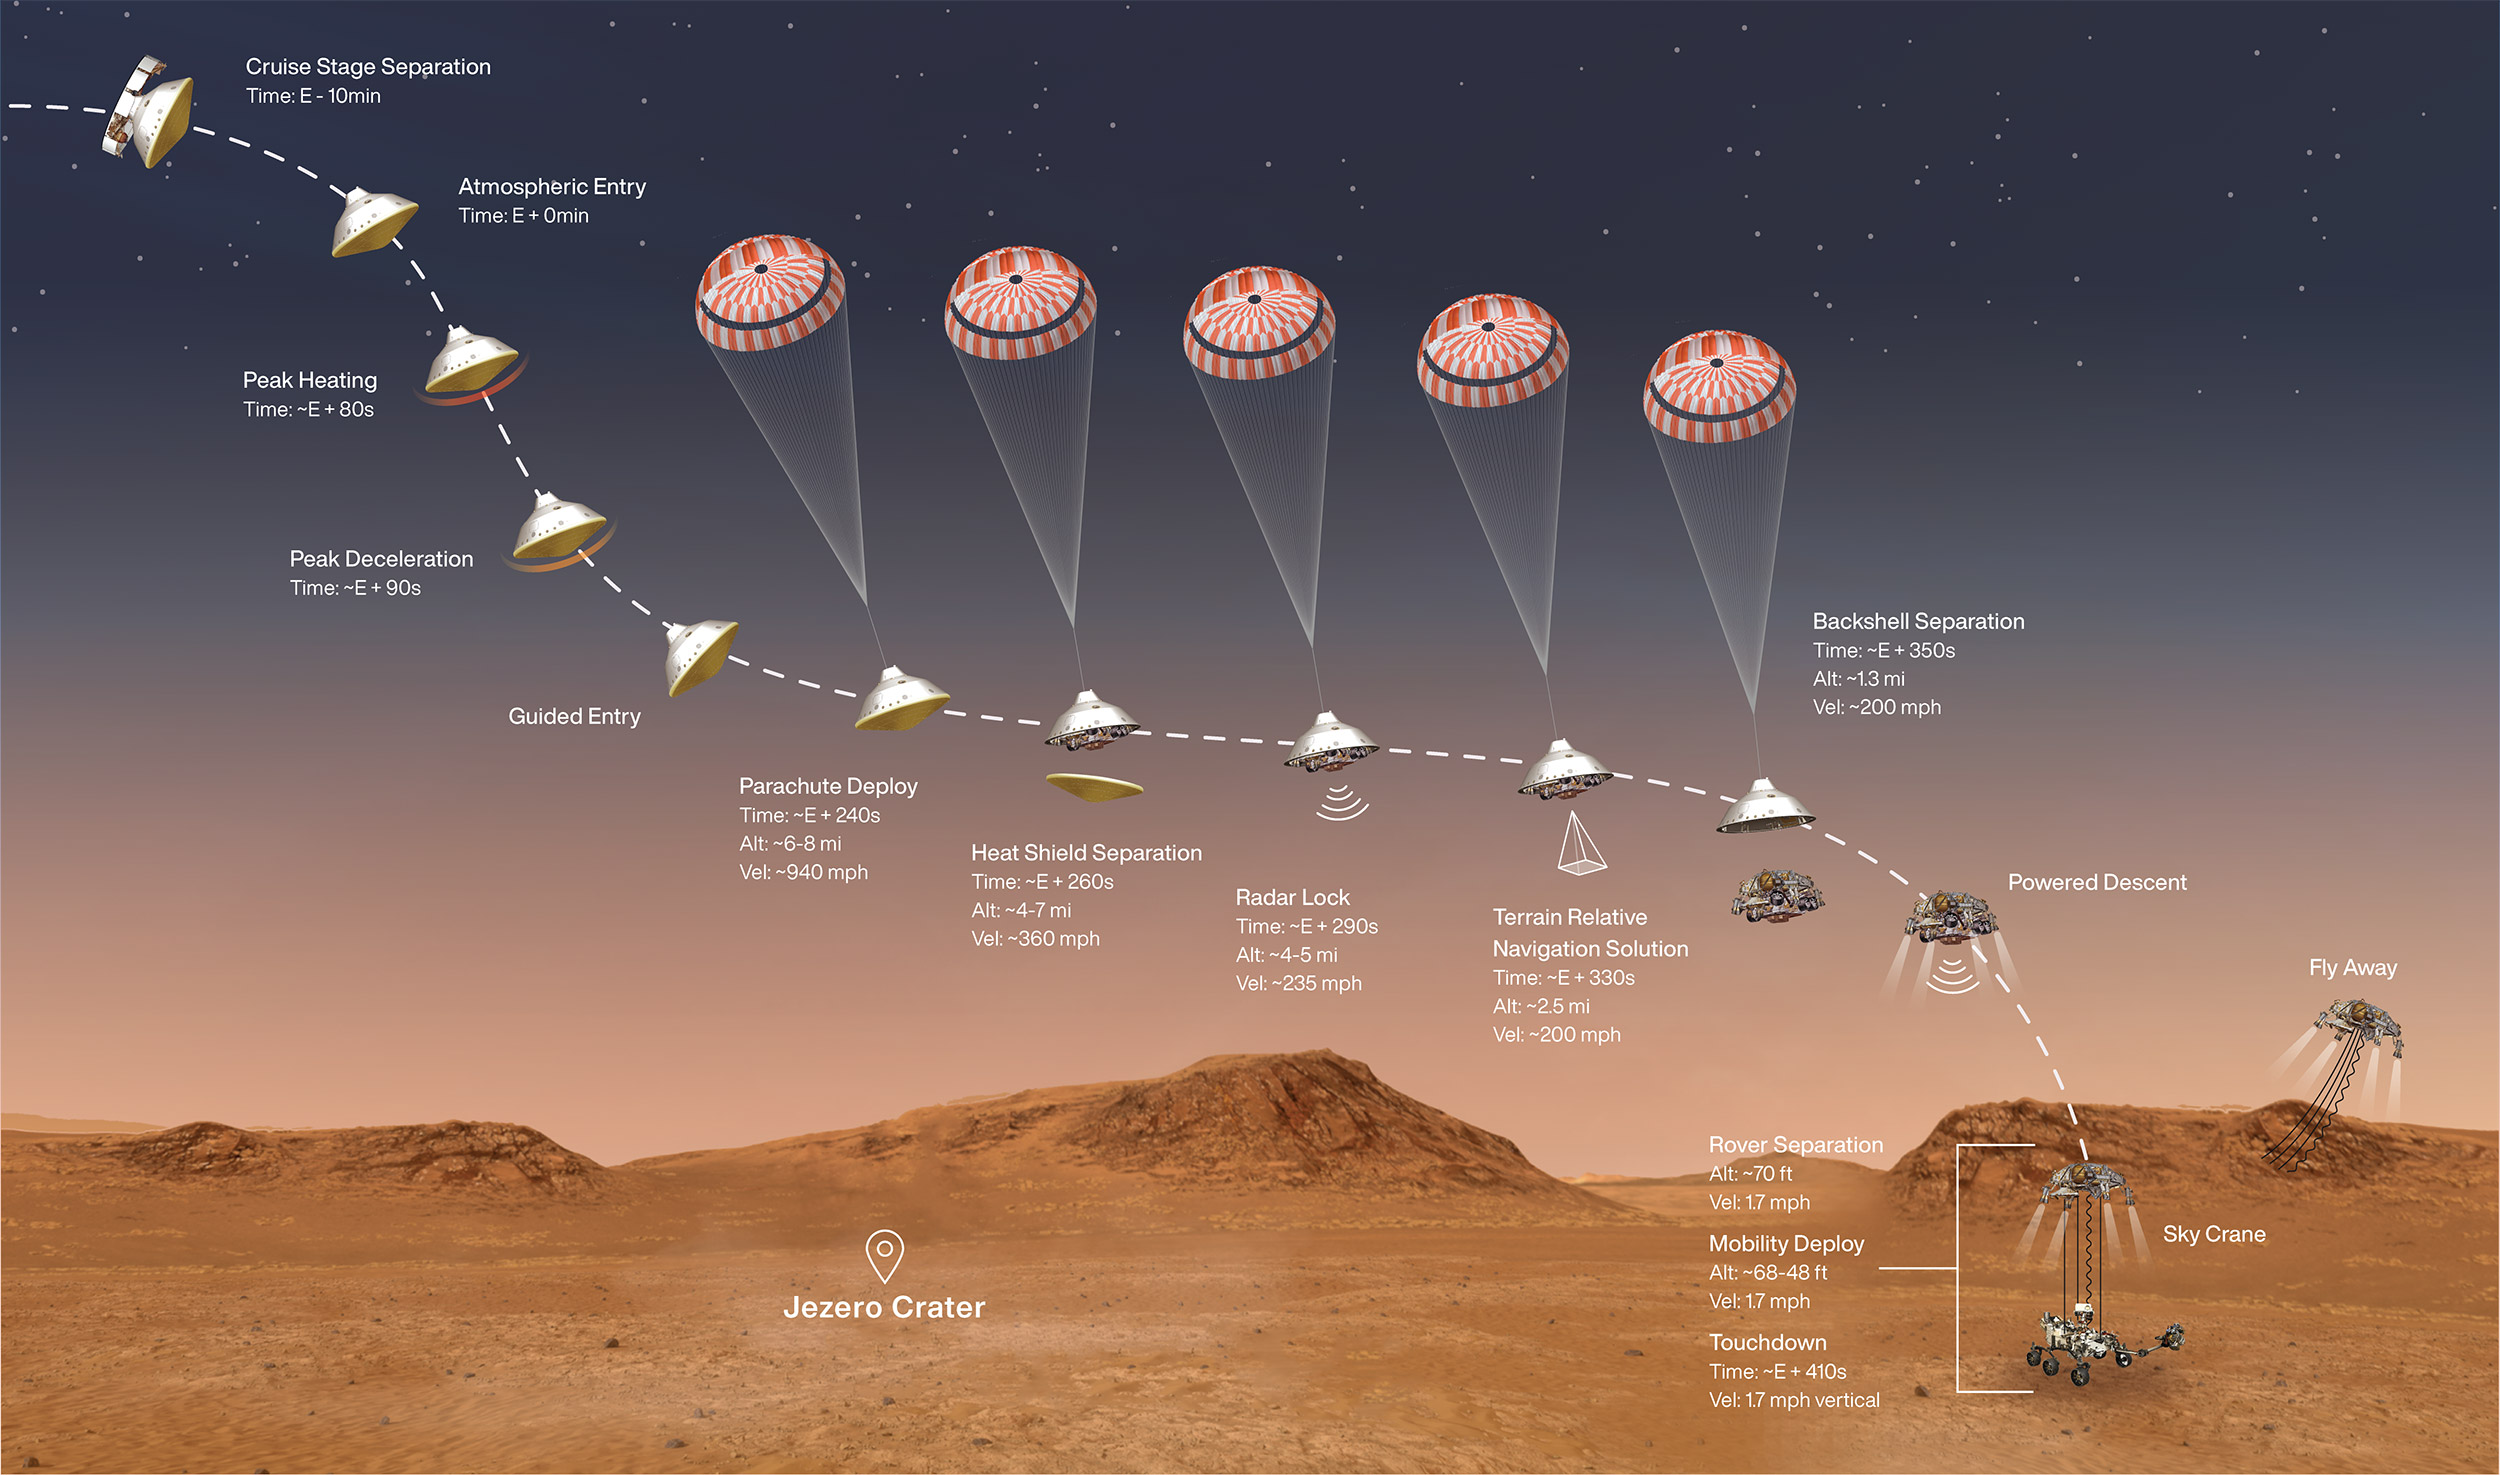 Cruise Stage Separation
Time: E - 10min
Atmospheric Entry
Time: E + 0min
Peak Heating
Time: ~E + 80s
Peak Deceleration
Time: ~E + 90s
Guided Entry
Parachute Deploy
Time: ~E + 240s
Alt: ~6-8 mi
Vel: ~940 mph
Heat Shield Separation
Time: ~E + 260s
Alt: ~4-7 mi
Vel: ~360 mph
Radar Lock
Time: ~E + 290s
Alt: ~4-5 mi
Vel: ~235 mph
Terrain Relative
Navigation Solution
Time: ~E + 330s
Alt: ~2.5 mi
Vel: ~200 mph
Backshell Separation
Time: ~E + 350s
Alt: ~1.3 mi
Vel: ~200 mph
Powered Descent
Fly Away
Rover Separation
Alt: ~70 ft
Vel: 1.7 mph
Mobility Deploy
Alt: ~68-48 ft
Vel: 1.7 mph
Touchdown
Time: ~E + 410s
Vel: 1.7 mph vertical
Sky Crane
Jezero Crater